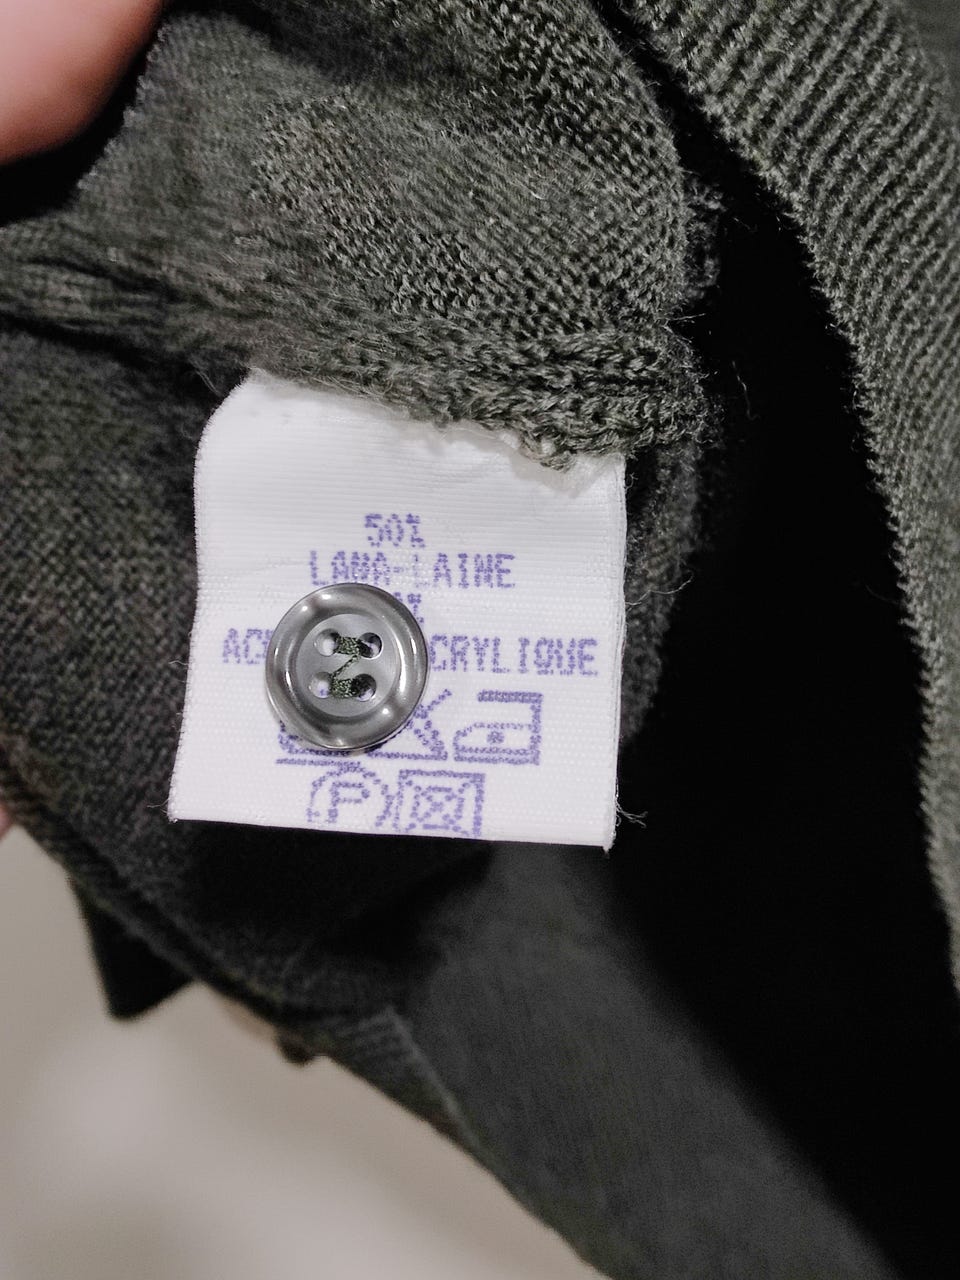 50%
LANA-LAINE
%
CRYLIQUE
P